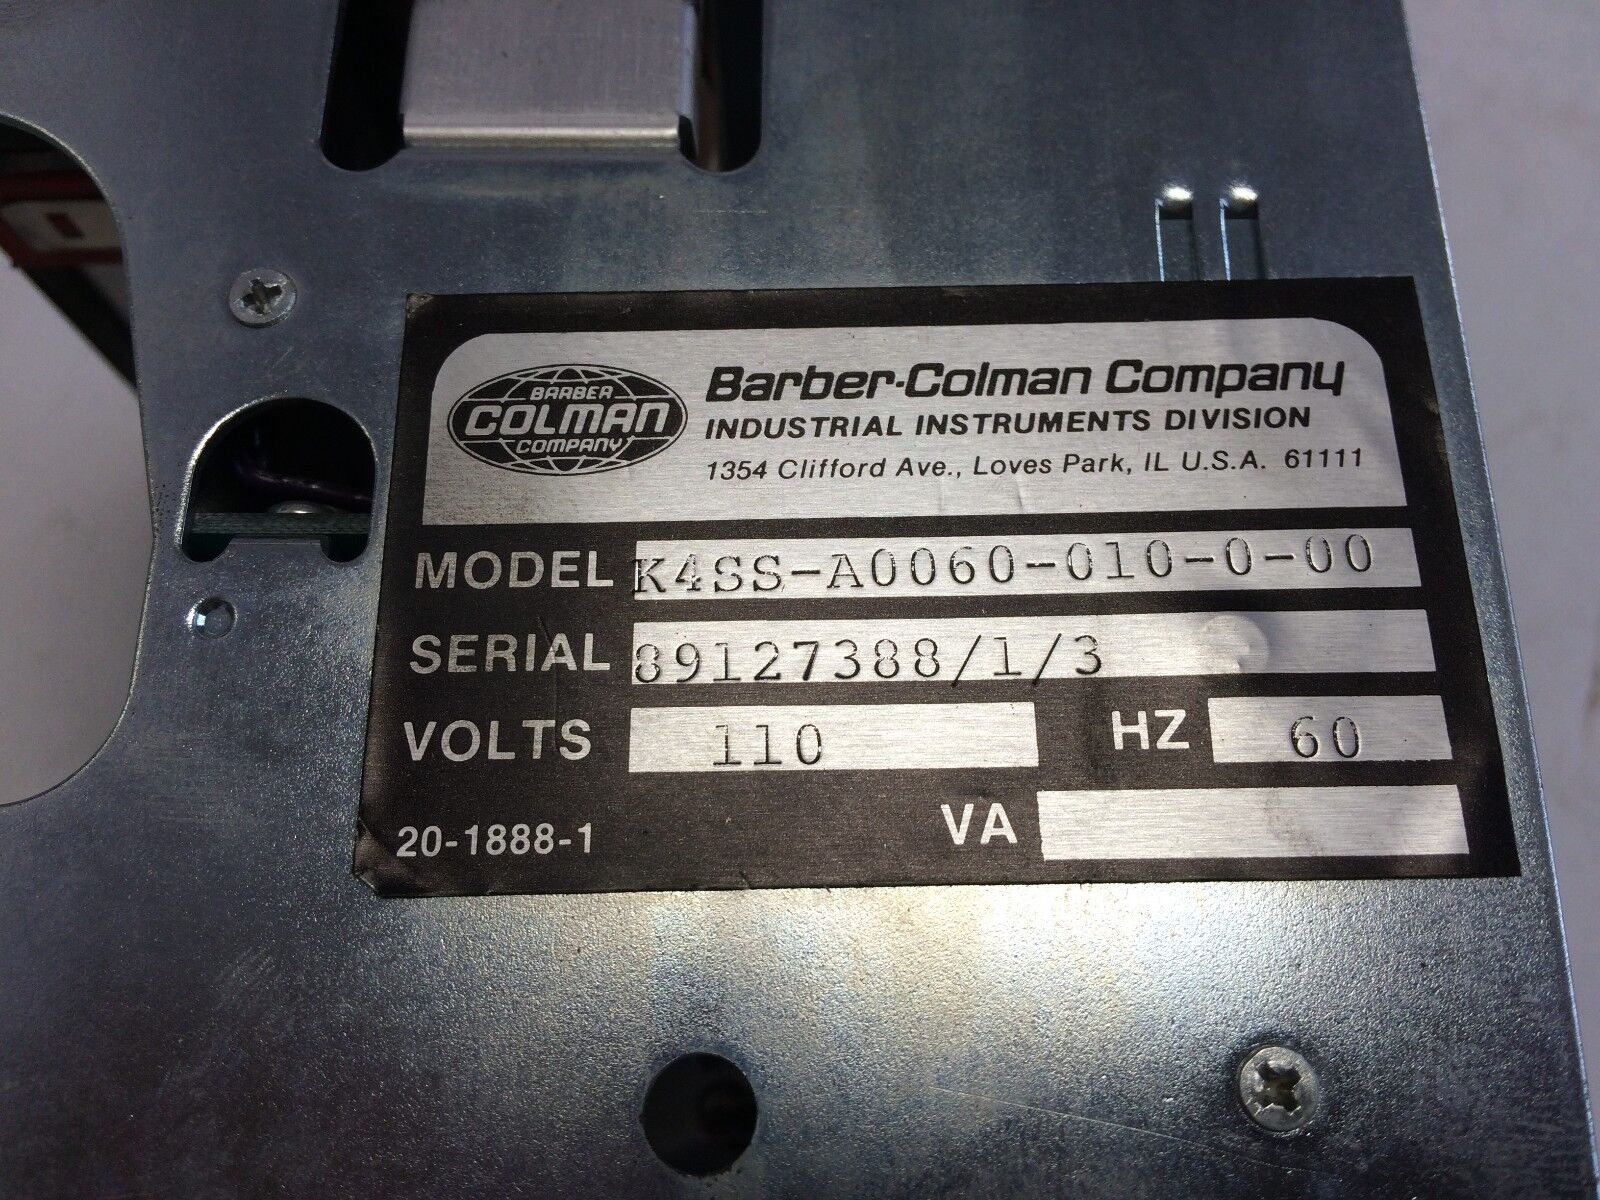 BARBER
COLMAN
COMPANY
Barber-Colman Company
INDUSTRIAL INSTRUMENTS DIVISION
1354 Clifford Ave., Loves Park, IL U.S.A. 61111
MODEL K4SS-A0060-010-0-00
SERIAL 89127388/1/3
VOLTS 110 HZ 60
20-1888-1 VA